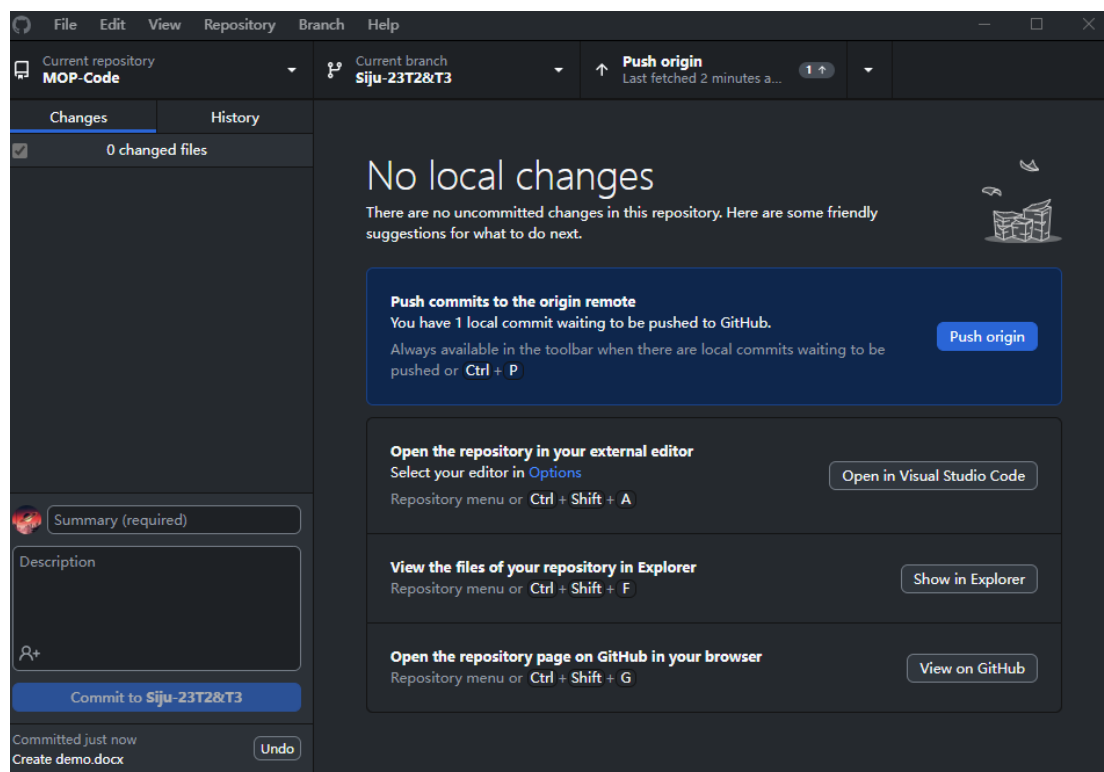 File Edit View Repository Branch Help
Current repository
MOP-Code
Current branch
Siju-23T2&T3
Push origin
Last fetched 2 minutes a...
1
Changes History
0 changed files
No local changes
There are no uncommitted changes in this repository. Here are some friendly
suggestions for what to do next.
Push commits to the origin remote
You have 1 local commit waiting to be pushed to GitHub.
Always available in the toolbar when there are local commits waiting to be
pushed or Ctrl + P
Push origin
Open the repository in your external editor
Select your editor in Options
Repository menu or Ctrl + Shift + A
Open in Visual Studio Code
View the files of your repository in Explorer
Repository menu or Ctrl + Shift + F
Show in Explorer
Open the repository page on GitHub in your browser
Repository menu or Ctrl + Shift + G
View on GitHub
Summary (required)
Description
Commit to Siju-23T2&T3
Committed just now
Create demo.docx
Undo